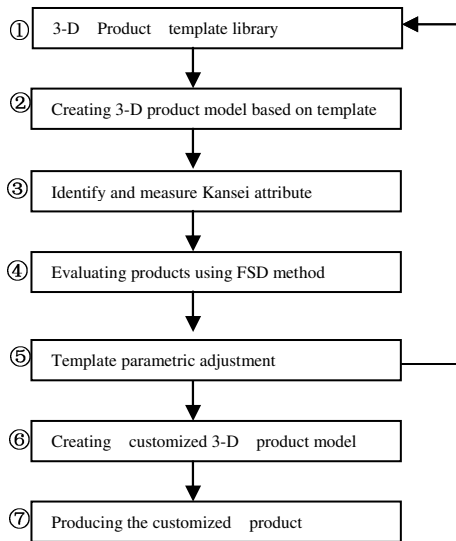 ① 3-D Product template library
② Creating 3-D product model based on template
③ Identify and measure Kansei attribute
④ Evaluating products using FSD method
⑤ Template parametric adjustment
⑥ Creating customized 3-D product model
⑦ Producing the customized product